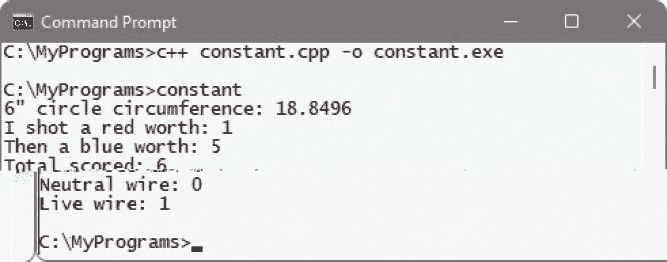 Command Prompt
C:\MyPrograms>c++ constant.cpp -o constant.exe
C:\MyPrograms>constant
6" circle circumference: 18.8496
I shot a red worth: 1
Then a blue worth: 5
Total scored: 6
Neutral wire: 0
Live wire: 1
C:\MyPrograms>